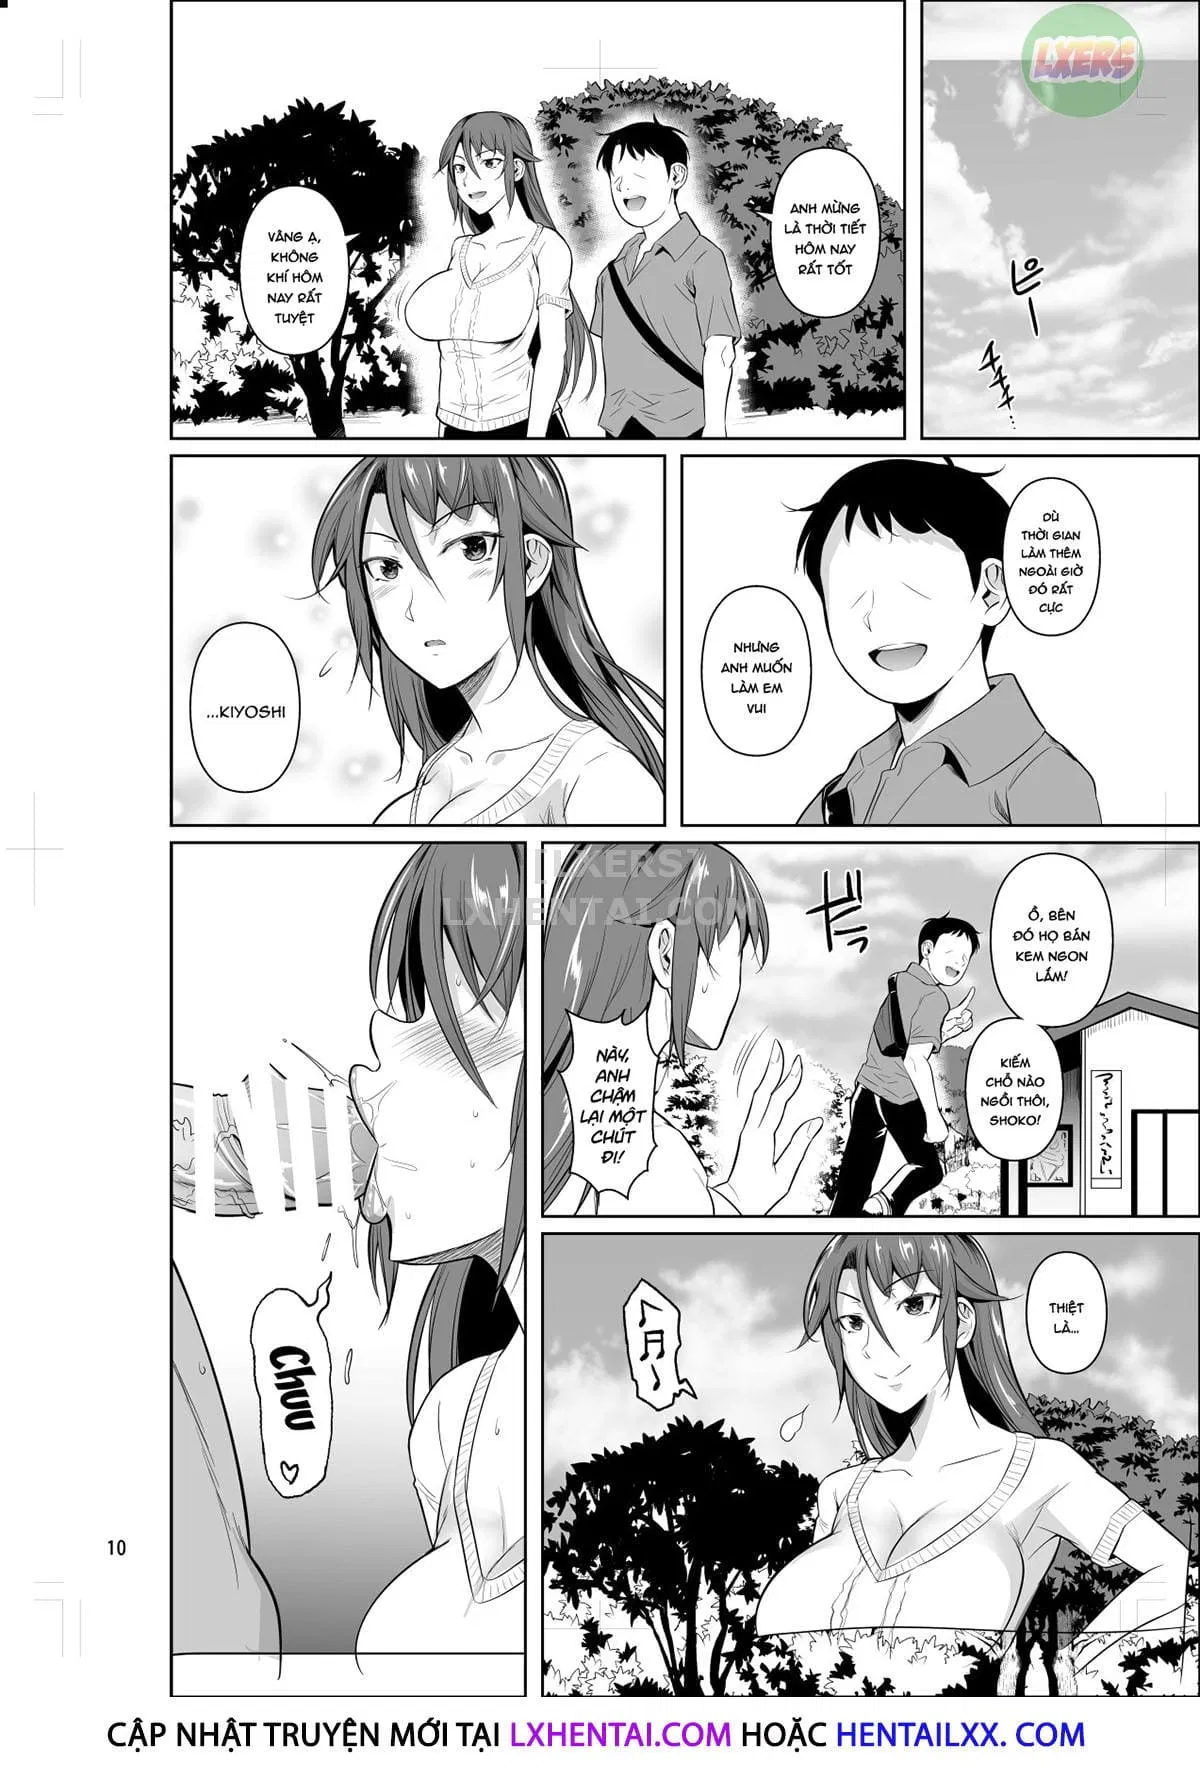 LXERS
ピー
チチチ…
ANH MỪNG
LÀ THỜI TIẾT
HÔM NAY
RẤT TỐT
VÂNG Ạ,
KHÔNG
KHÍ HÔM
NAY RẤT
TUYỆT
DÙ
THỜI GIAN
LÀM THÊM
NGOÀI GIỜ
ĐÓ RẤT
CỰC
NHƯNG
ANH MUỐN
LÀM EM
VUI
...KIYOSHI
[LXERS]
LXHENTAI.COM
Ồ, BÊN
ĐÓ HỌ BÁN
KEM NGON
LẮM!
KIẾM
CHỖ NÀO
NGỒI THÔI,
SHOKO!
NÀY,
ANH
CHẬM
LẠI MỘT
CHÚT
ĐI!
THIỆT
LÀ...
Chuu
10
CẬP NHẬT TRUYỆN MỚI TẠI LXHENTAI.COM HOẶC HENTAILXX. COM